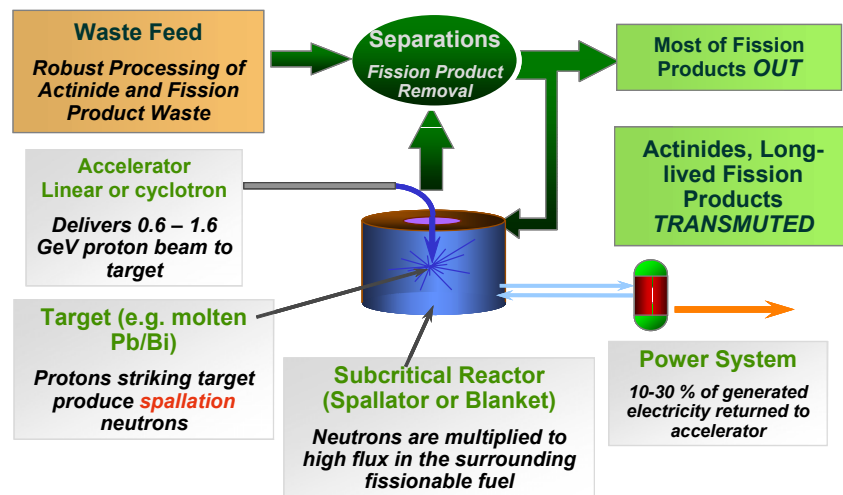 Waste Feed
Robust Processing of
Actinide and Fission
Product Waste
Separations
Fission Product
Removal
Most of Fission
Products OUT
Actinides, Long-
lived Fission
Products
TRANSMUTED
Accelerator
Linear or cyclotron
Delivers 0.6 – 1.6
GeV proton beam to
target
Target (e.g. molten
Pb/Bi)
Protons striking target
produce spallation
neutrons
Subcritical Reactor
(Spallator or Blanket)
Neutrons are multiplied to
high flux in the surrounding
fissionable fuel
Power System
10-30 % of generated
electricity returned to
accelerator